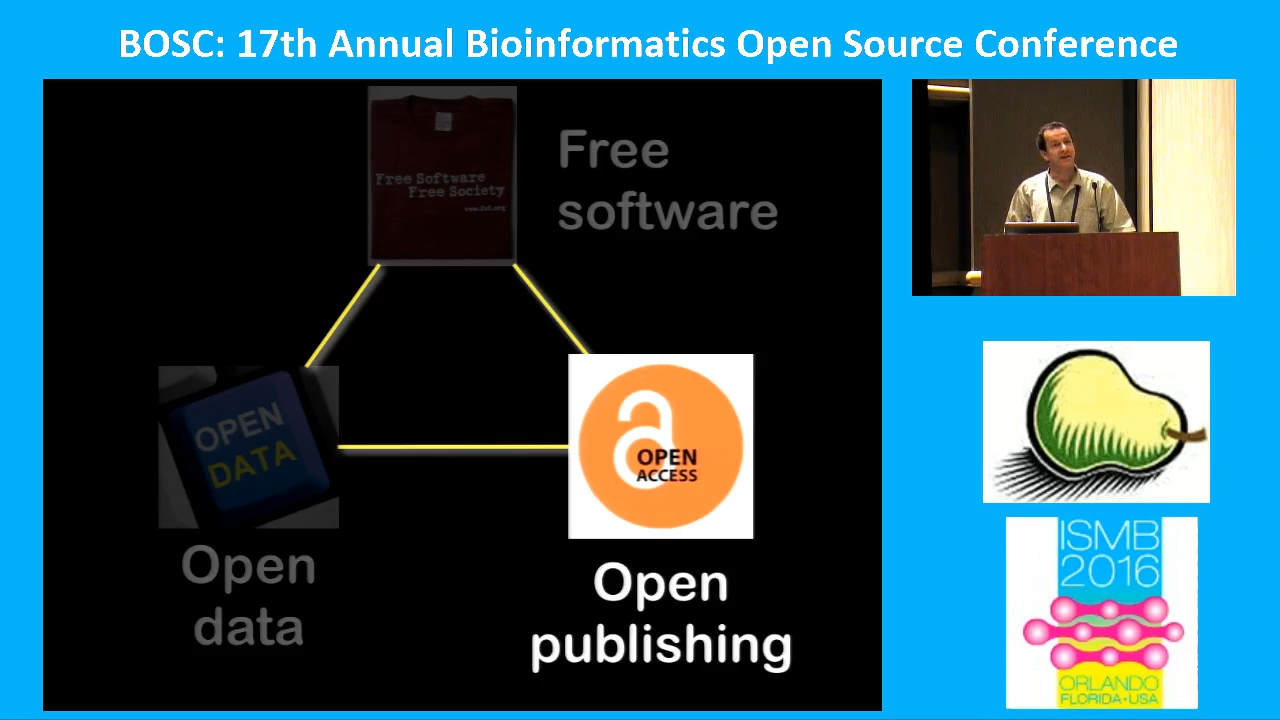 BOSC: 17th Annual Bioinformatics Open Source Conference
Free Software
Free Society
Free
software
OPEN
DATA
OPEN
ACCESS
Open
data
Open
publishing
ISMB
2016
ORLANDO
FLORIDA•USA